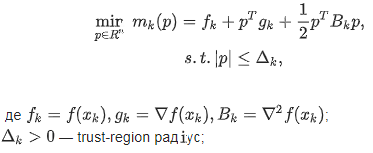 min m_k(p) = f_k + p^T g_k + \frac{1}{2} p^T B_k p,
p∈R^n
s.t.|p| ≤ Δ_k,
де f_k = f(x_k), g_k = ∇f(x_k), B_k = ∇²f(x_k);
Δ_k > 0 — trust-region радіус;